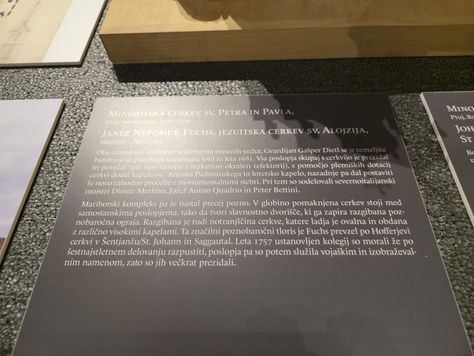 MINORITSKA CERKEV SV. PETRA IN PAVLA,
JANEZ NEPOMUK FUCHS, JEZUITSKA CERKEV SV. ALOJZIJA,
Oba samostana sta bistvena elementa mestnih vedut. Gvardijan Gašper Dietl se je temeljite
barokizacije ptujskega samostana lotil že leta 1681. Vsa poslopja skupaj s cerkvijo je prezidal
in povečal (pri tem štukaturno okrašen refektorij), s pomočjo plemiških dotacij
cerkvi dodal kapelo sv. Antona Padovanskega in loretsko kapelo, nazadnje pa dal postaviti
še novo zahodno pročelje z monumentalnimi stebri. Pri tem so sodelovali severnoitalijanski
mojstri Dioniz Merlino, Jožef Anton Quadrio in Peter Bettini.
Mariborski kompleks pa je nastal precej pozno. V globino pomaknjena cerkev stoji med
samostanskima poslopjema, tako da tvori slavnostno dvorišče, ki ga zapira razgibana poz-
nobaročna ograja. Razgibana je tudi notranjščina cerkve, katere ladja je ovalna in obdana
z različno visokimi kapelami. Ta značilni poznobaročni tloris je Fuchs prevzel po Hofferjevi
cerkvi v Šentjanžu/St. Johann in Saggautal. Leta 1757 ustanovljen kolegij so morali že po
šestnajstletnem delovanju razpustiti, poslopja pa so potem služila vojaškim in izobraževal-
nim namenom, zato so jih večkrat prezidali.